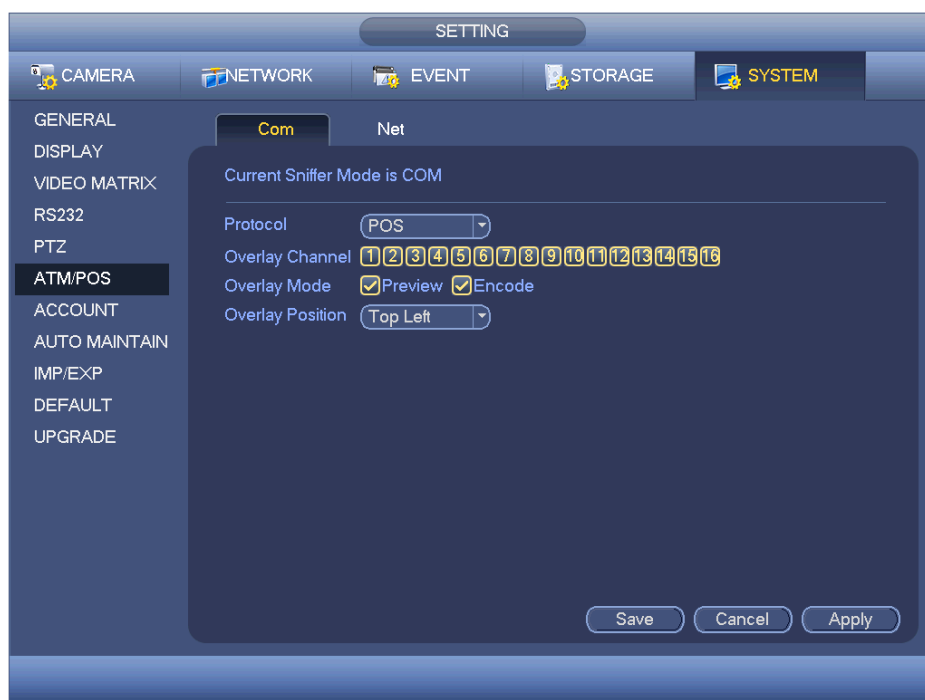 SETTING
CAMERA NETWORK EVENT STORAGE SYSTEM
GENERAL
DISPLAY
VIDEO MATRIX
RS232
PTZ
ATM/POS
ACCOUNT
AUTO MAINTAIN
IMP/EXP
DEFAULT
UPGRADE
Com Net
Current Sniffer Mode is COM
Protocol POS
Overlay Channel 1 2 3 4 5 6 7 8 9 10 11 12 13 14 15 16
Overlay Mode Preview Encode
Overlay Position Top Left
Save Cancel Apply